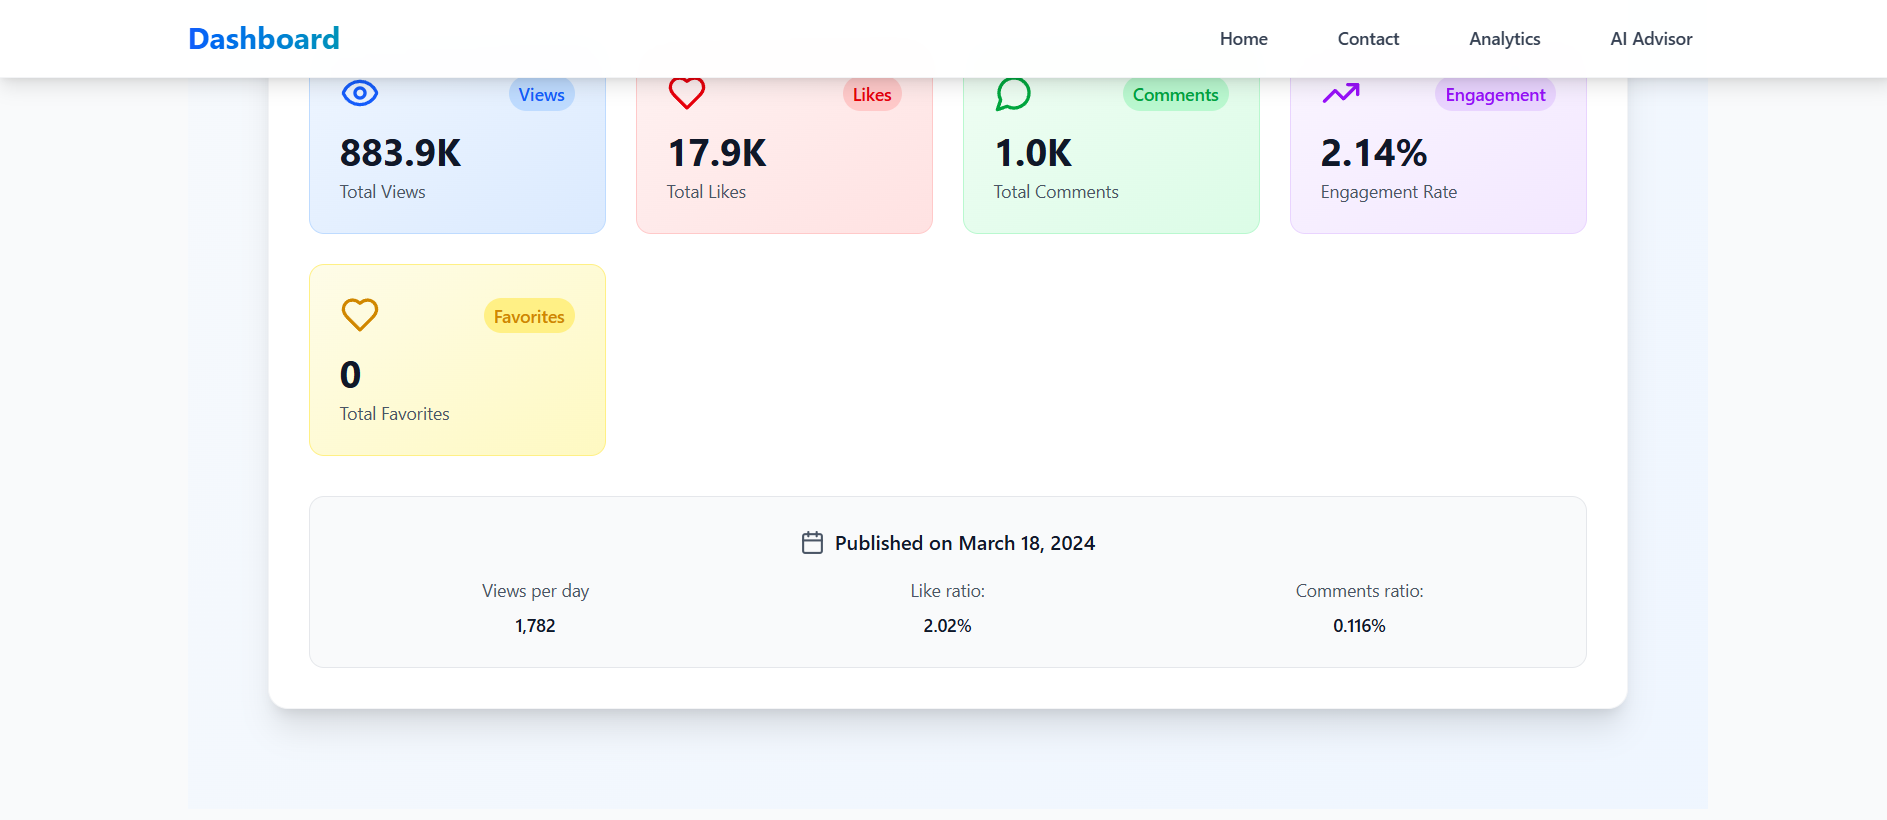 Dashboard
Home
Contact
Analytics
AI Advisor
Views
883.9K
Total Views
Likes
17.9K
Total Likes
Comments
1.0K
Total Comments
Engagement
2.14%
Engagement Rate
Favorites
0
Total Favorites
Published on March 18, 2024
Views per day
1,782
Like ratio:
2.02%
Comments ratio:
0.116%